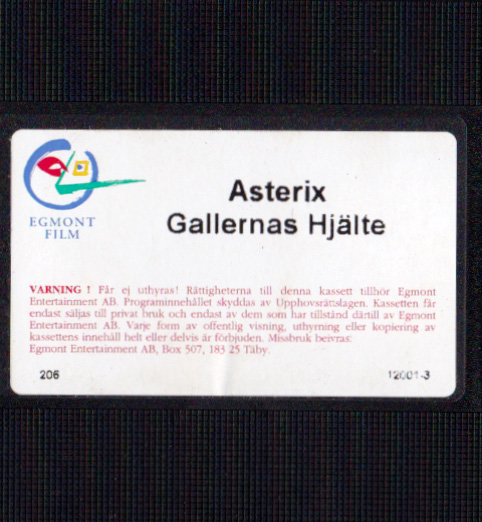 EGMONT
FILM
Asterix
Gallernas Hjälte
VARNING ! Får ej uthyras! Rättigheterna till denna kassett tillhör Egmont
Entertainment AB. Programinnehållet skyddas av Upphovsrättslagen. Kassetten får
endast säljas till privat bruk och endast av dem som har tillstånd därtill av Egmont
Entertainment AB. Varje form av offentlig visning, uthyrning eller kopiering av
kassettens innehåll helt eller delvis är förbjuden. Missbruk beivras.
Egmont Entertainment AB, Box 507, 183 25 Täby.
206
12001-3